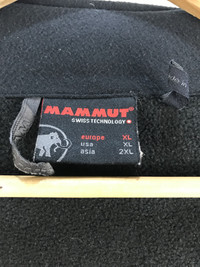 MAMMUT
SWISS TECHNOLOGY
europe XL
usa XL
asia 2XL